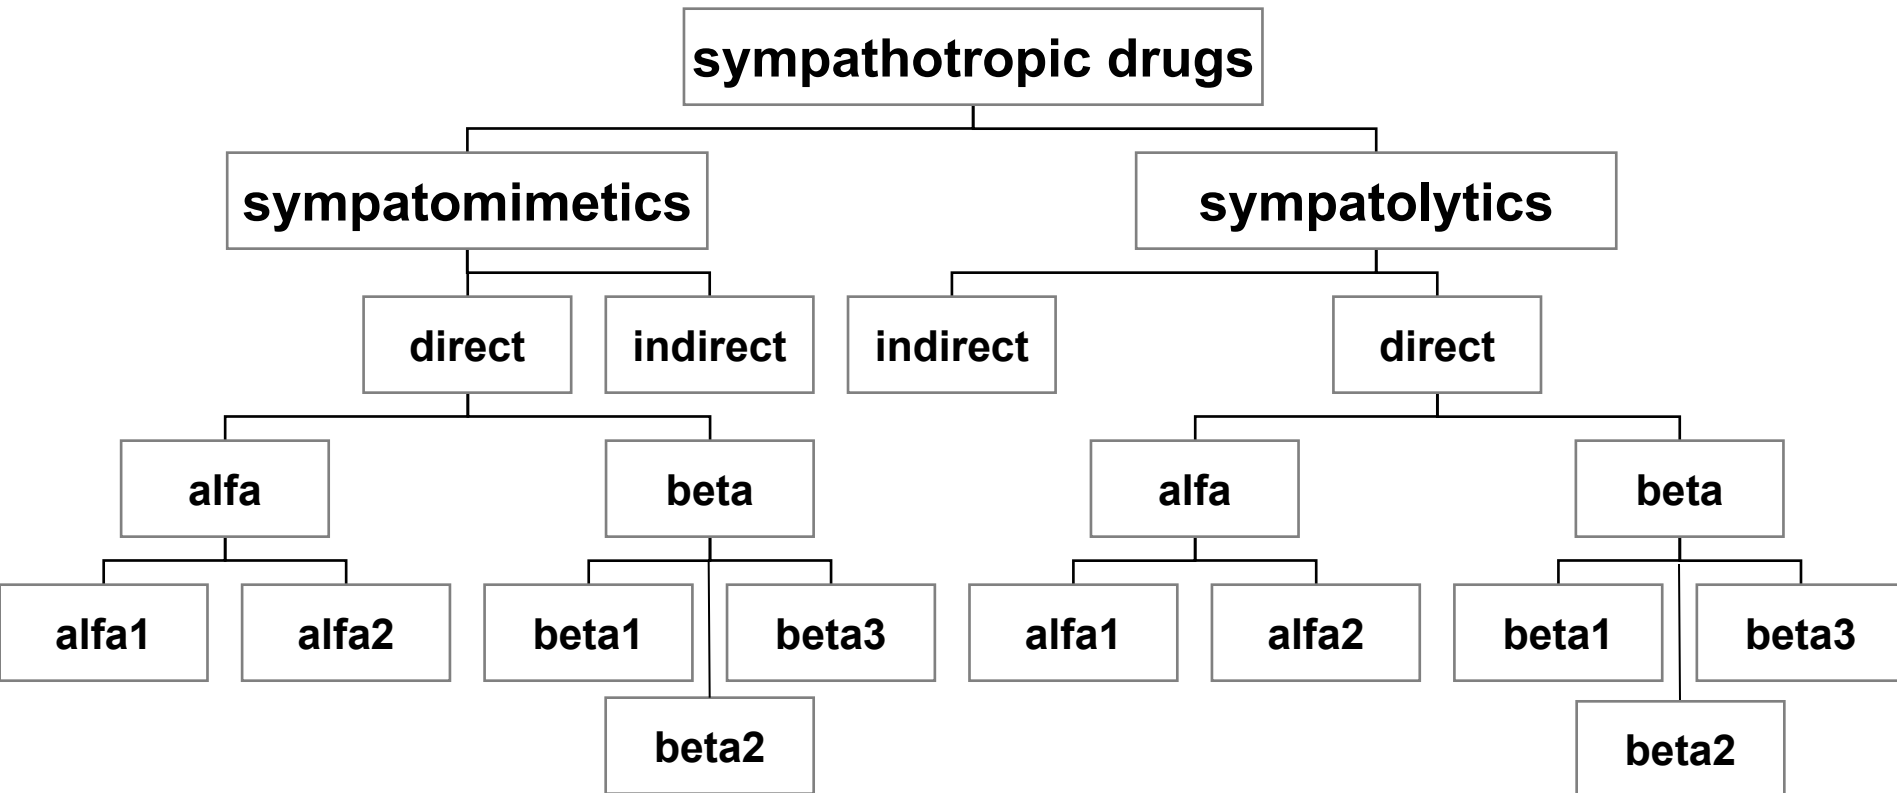 sympathotropic drugs
sympatomimetics
sympatolytics
direct
indirect
indirect
direct
alfa
beta
alfa
beta
alfa1
alfa2
beta1
beta3
alfa1
alfa2
beta1
beta3
beta2
beta2